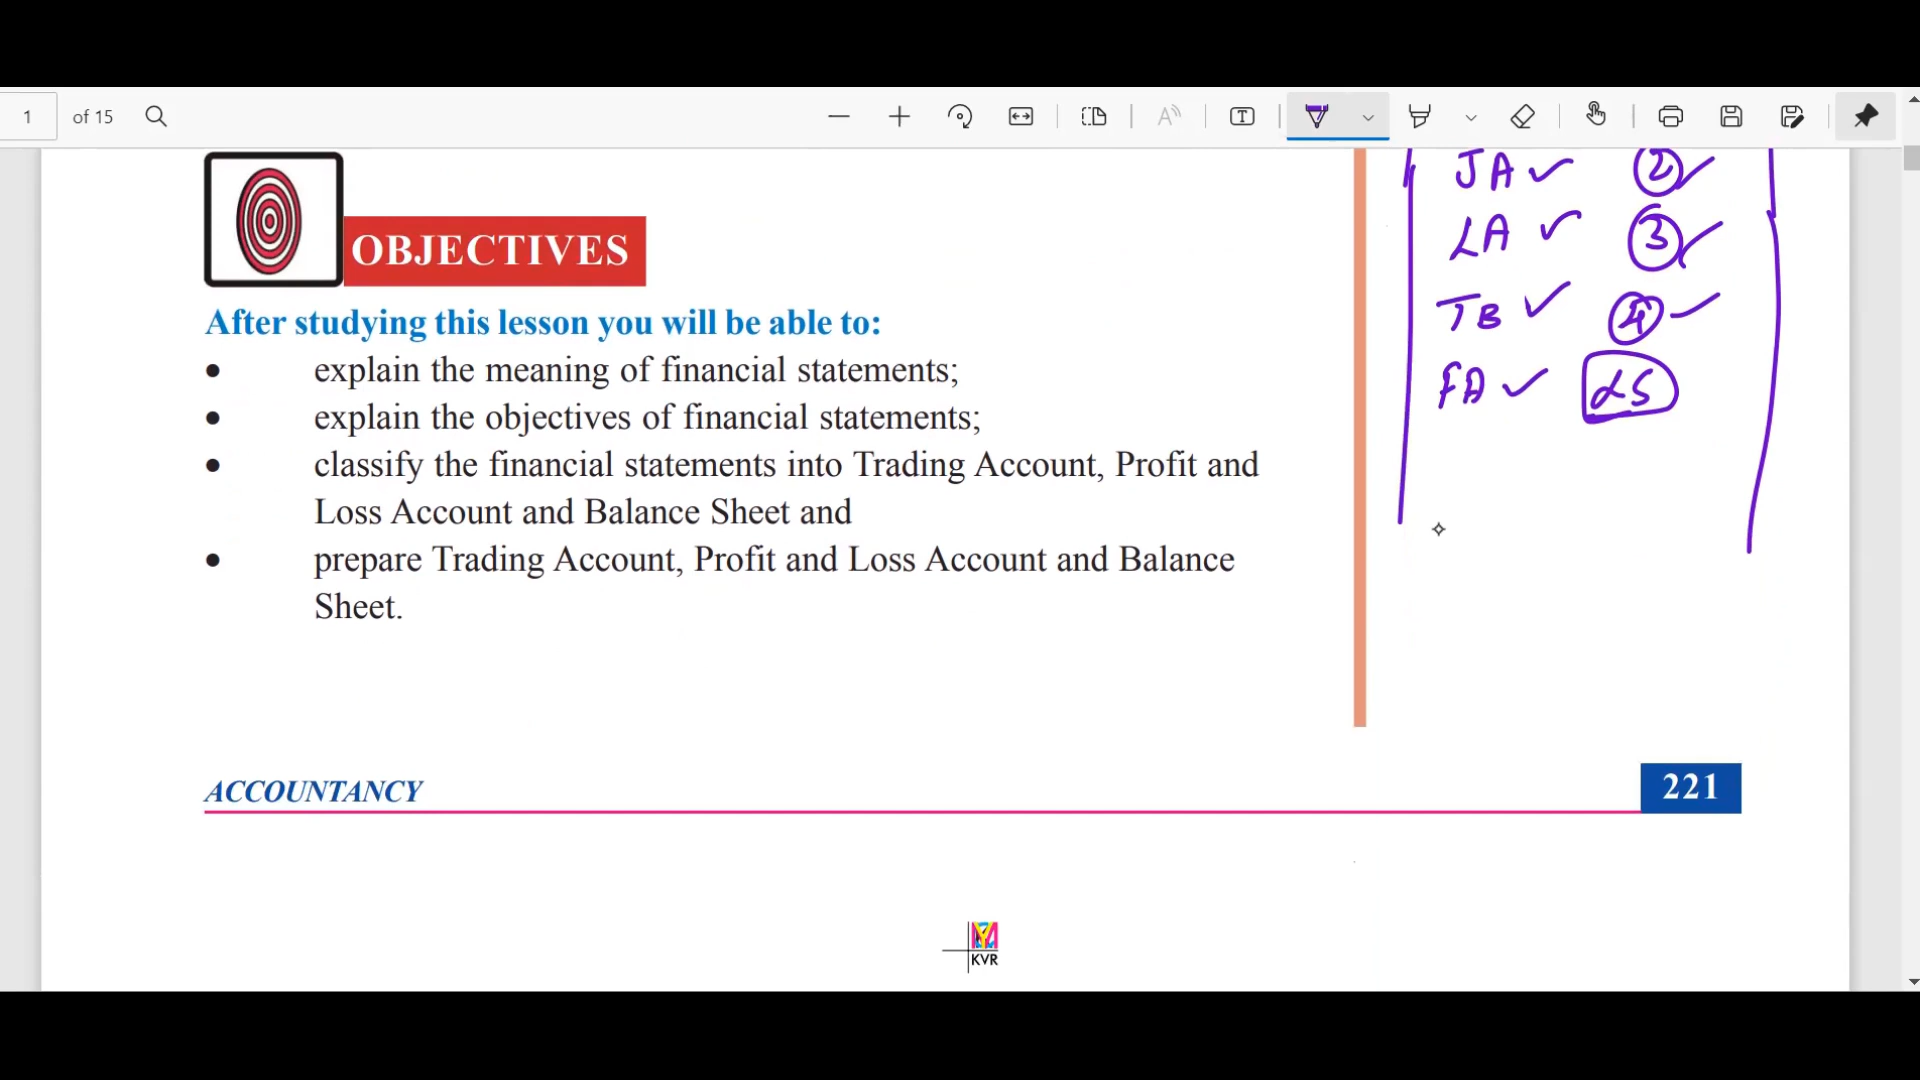 1 of 15
JA ✓ 2 ✓
LA ✓ 3 ✓
TB ✓ 4 ✓
FA ✓
OBJECTIVES
After studying this lesson you will be able to:
• explain the meaning of financial statements;
• explain the objectives of financial statements;
• classify the financial statements into Trading Account, Profit and
Loss Account and Balance Sheet and
• prepare Trading Account, Profit and Loss Account and Balance
Sheet.
ACCOUNTANCY 221
KVR